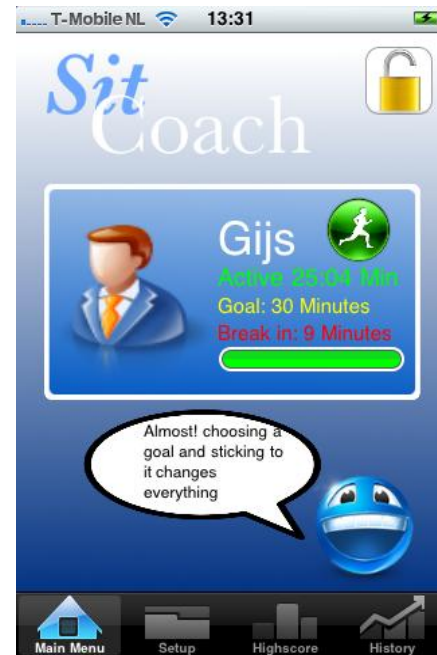 T-Mobile NL 13:31
Sit
Coach
Gijs
Active 25:04 Min
Goal: 30 Minutes
Break in: 9 Minutes
Almost! choosing a
goal and sticking to
it changes
everything
Main Menu Setup Highscore History